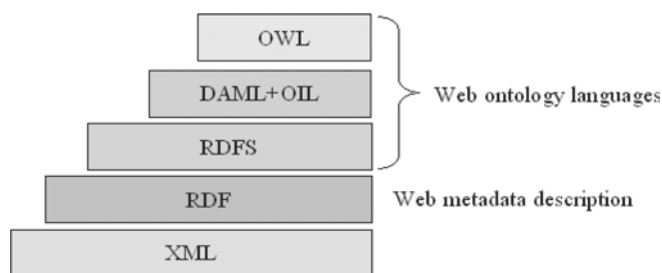 OWL
DAML+OIL
Web ontology languages
RDFS
RDF
Web metadata description
XML